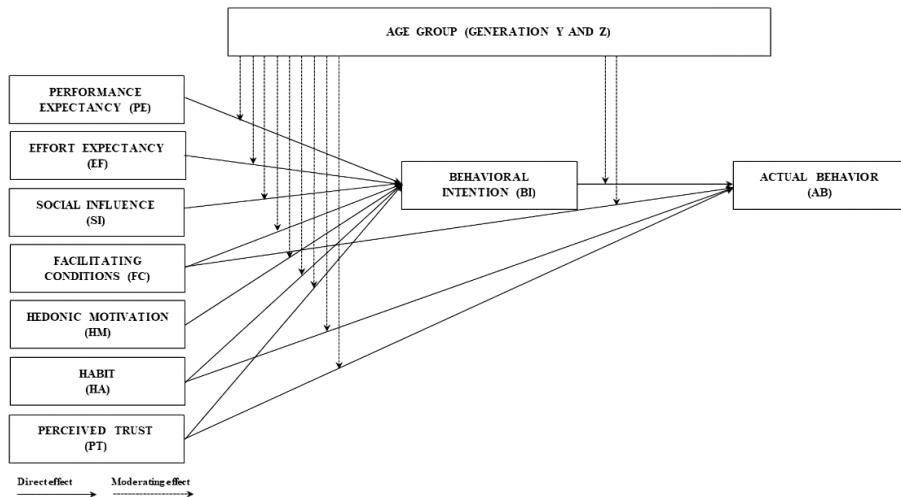 AGE GROUP (GENERATION Y AND Z)
PERFORMANCE
EXPECTANCY (PE)
EFFORT EXPECTANCY
(EF)
SOCIAL INFLUENCE
(SI)
FACILITATING
CONDITIONS (FC)
HEDONIC MOTIVATION
(HM)
HABIT
(HA)
PERCEIVED TRUST
(PT)
BEHAVIORAL
INTENTION (BI)
ACTUAL BEHAVIOR
(AB)
Direct effect
Moderating effect